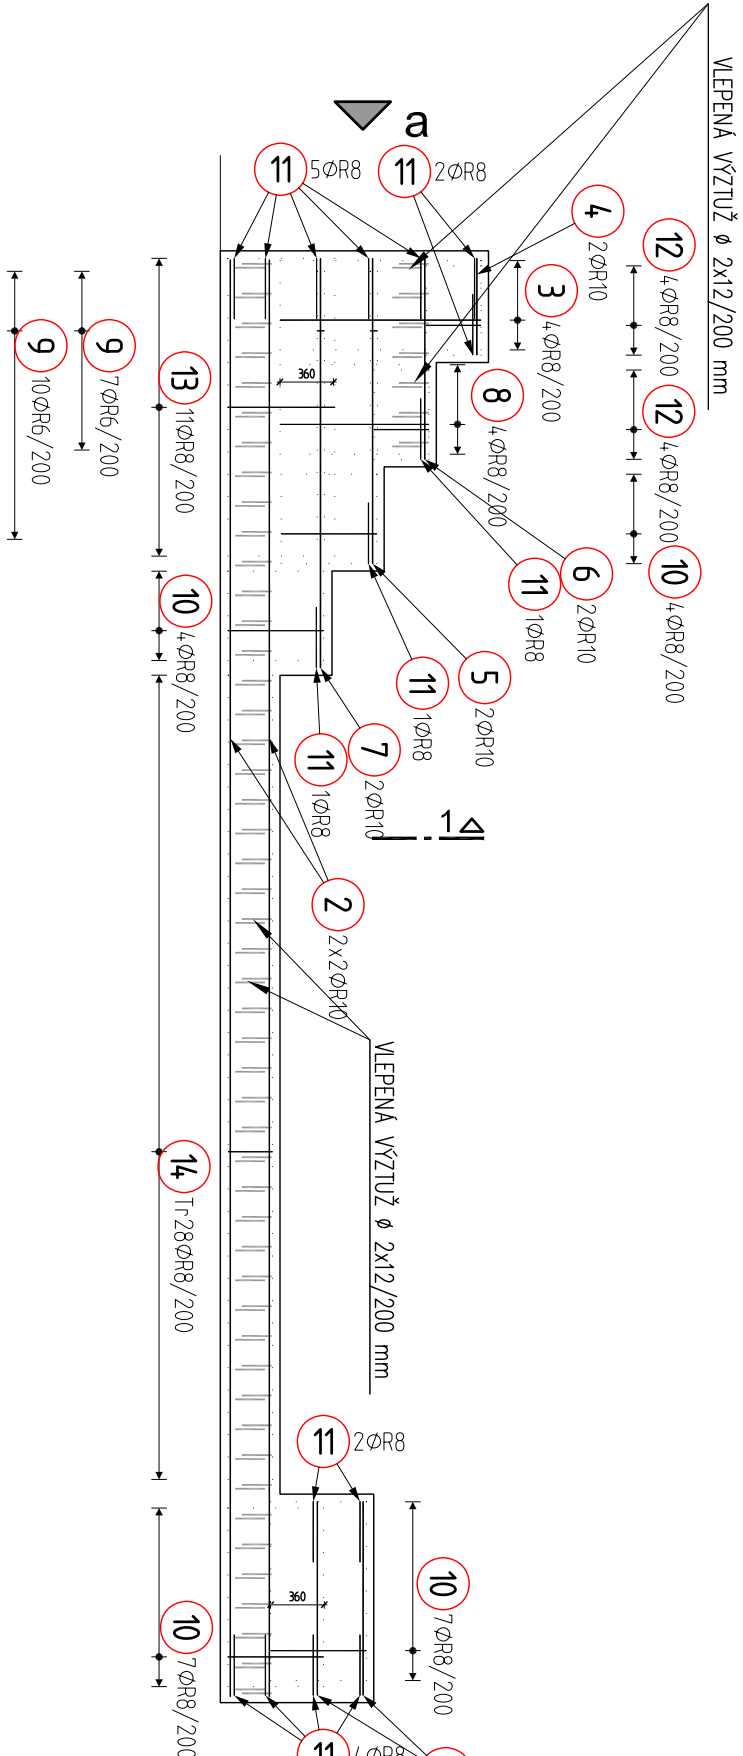 VLEPENÁ VÝZTUŽ ø 2x12/200 mm
a
11 5ØR8
11 2ØR8
4 2ØR10
12 4ØR8/200
3 4ØR8/200
9 10ØR6/200
9 7ØR6/200
13 11ØR8/200
360
8 4ØR8/200
12 4ØR8/200
10 4ØR8/200
6 2ØR10
11 1ØR8
10 4ØR8/200
5 2ØR10
11 1ØR8
7 2ØR10
11 1ØR8
1
2 2x2ØR10
VLEPENÁ VÝZTUŽ ø 2x12/200 mm
14 Tr28ØR8/200
11 2ØR8
360
10 7ØR8/200
10 7ØR8/200
11 4ØR8